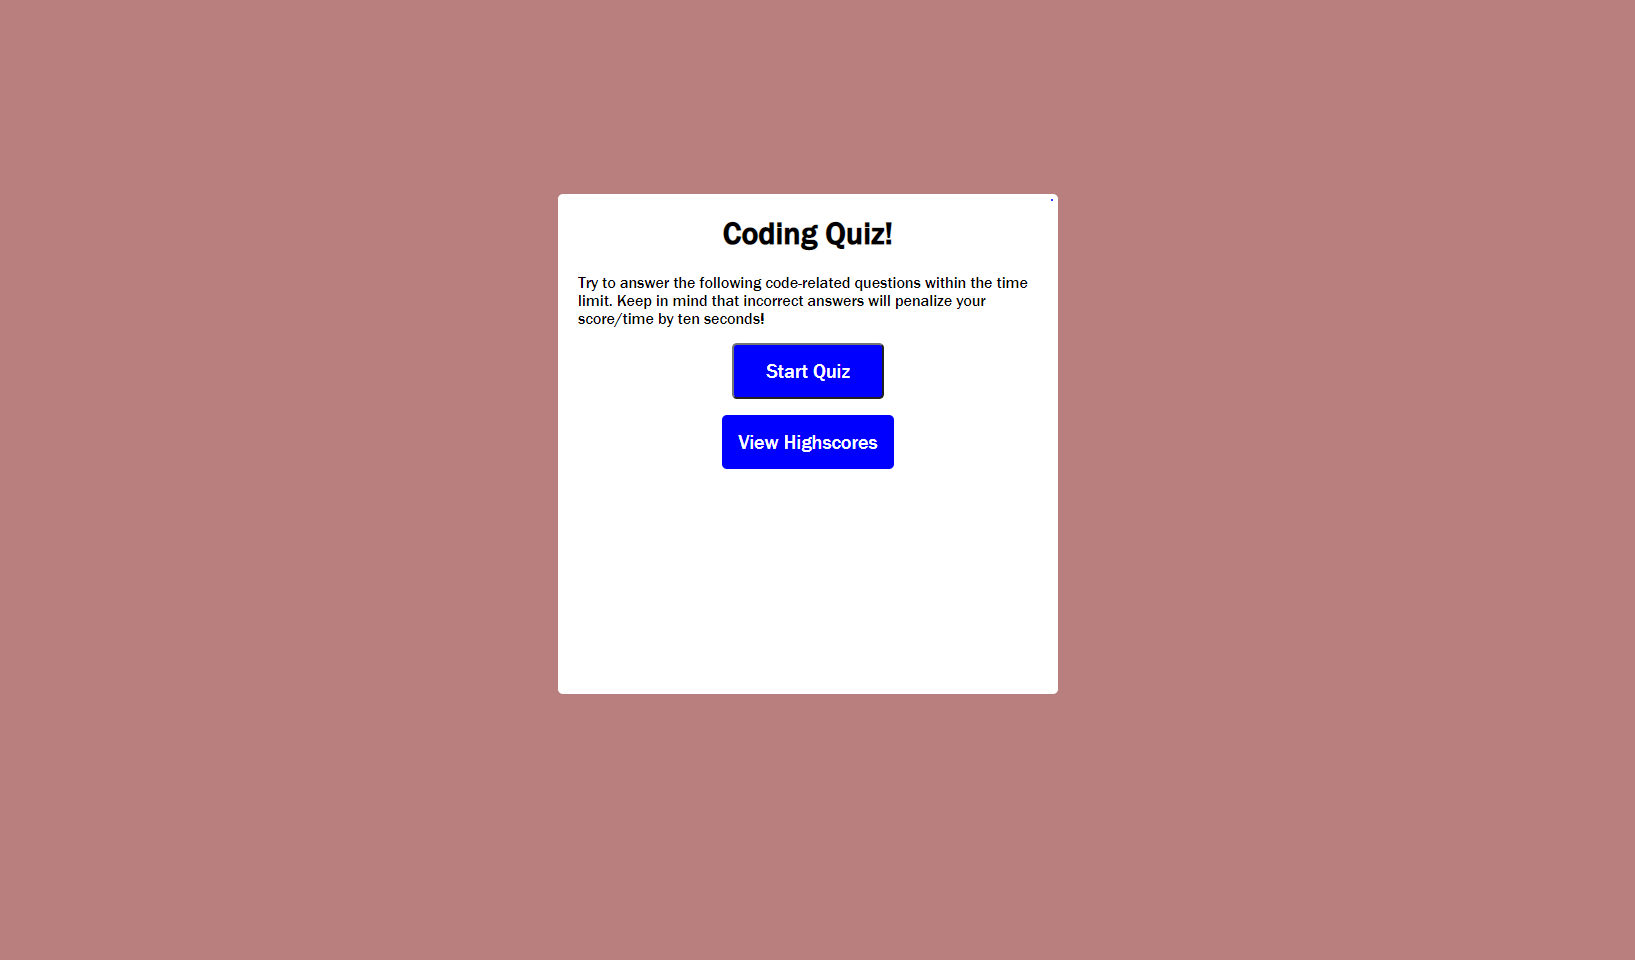 Coding Quiz!
Try to answer the following code-related questions within the time
limit. Keep in mind that incorrect answers will penalize your
score/time by ten seconds!
Start Quiz
View Highscores